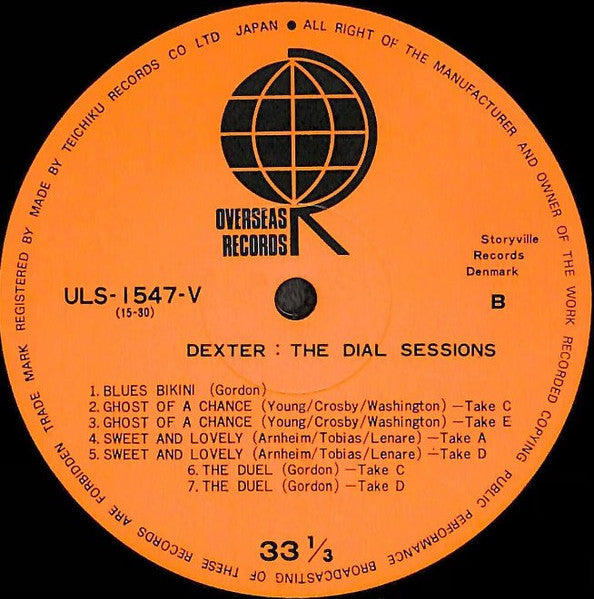 REGISTERED BY MADE BY TEICHIKU RECORDS CO LTD JAPAN ● ALL RIGHT OF THE MANUFACTURER AND OWNER OF THE WORK RECORDED COPYING PUBLIC PERFORMANCE BROADCASTING OF THESE RECORDS ARE FORBIDDEN TRADE MARK
OVERSEAS
RECORDS
Storyville
Records
Denmark
ULS-1547-V
(15-30)
B
DEXTER : THE DIAL SESSIONS
1. BLUES BIKINI (Gordon)
2. GHOST OF A CHANCE (Young/Crosby/Washington) —Take C
3. GHOST OF A CHANCE (Young/Crosby/Washington) —Take E
4. SWEET AND LOVELY (Arnheim/Tobias/Lenare) —Take A
5. SWEET AND LOVELY (Arnheim/Tobias/Lenare) —Take D
6. THE DUEL (Gordon) —Take C
7. THE DUEL (Gordon) —Take D
33 1/3